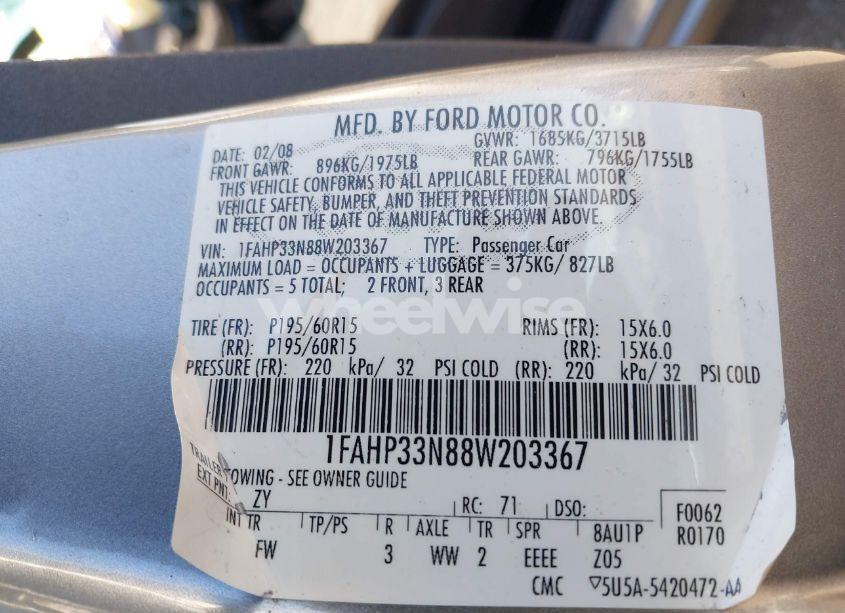 MFD. BY FORD MOTOR CO.
DATE: 02/08 GVWR: 1685KG/3715LB
FRONT GAWR: 896KG/1975LB REAR GAWR: 796KG/1755LB
THIS VEHICLE CONFORMS TO ALL APPLICABLE FEDERAL MOTOR
VEHICLE SAFETY, BUMPER, AND THEFT PREVENTION STANDARDS
IN EFFECT ON THE DATE OF MANUFACTURE SHOWN ABOVE.
VIN: 1FAHP33N88W203367 TYPE: Passenger Car
MAXIMUM LOAD = OCCUPANTS + LUGGAGE = 375KG/ 827LB
OCCUPANTS = 5 TOTAL; 2 FRONT, 3 REAR
wheelwise
TIRE (FR): P195/60R15 RIMS (FR): 15X6.0
(RR): P195/60R15 (RR): 15X6.0
PRESSURE (FR): 220 kPa/ 32 PSI COLD (RR): 220 kPa/ 32 PSI COLD
1FAHP33N88W203367
TRAILER TOWING - SEE OWNER GUIDE
EXT PNT: ZY RC: 71 DSO: F0062
INT TR TP/PS R AXLE TR SPR 8AU1P R0170
FW 3 WW 2 EEEE Z05
CMC ▽5U5A-5420472-AA